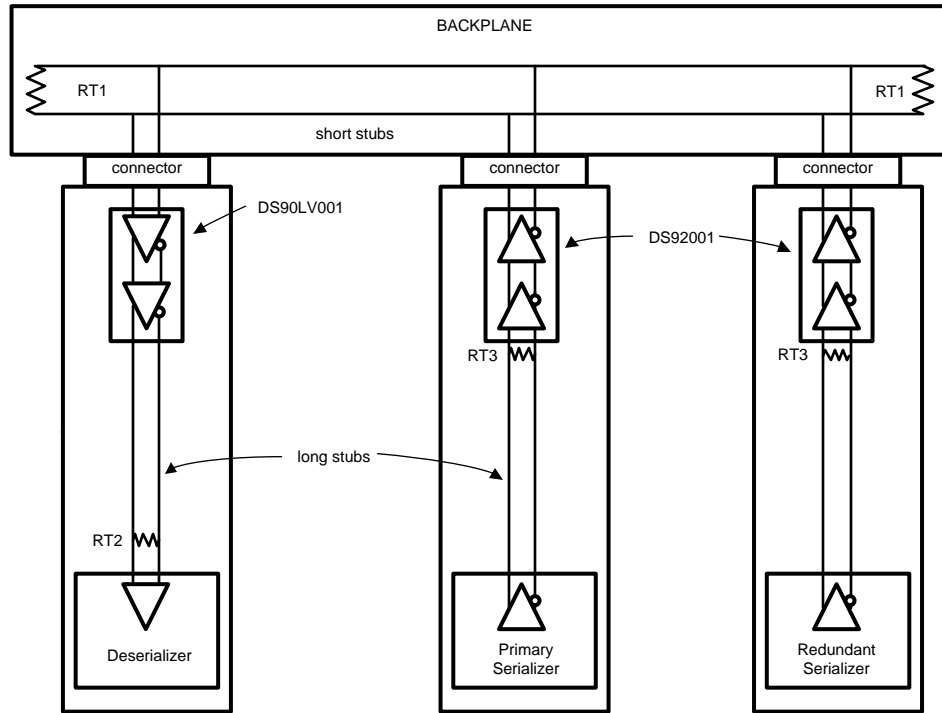 BACKPLANE
RT1
RT1
short stubs
connector
connector
connector
DS90LV001
DS92001
RT3
RT3
long stubs
RT2
Deserializer
Primary
Serializer
Redundant
Serializer